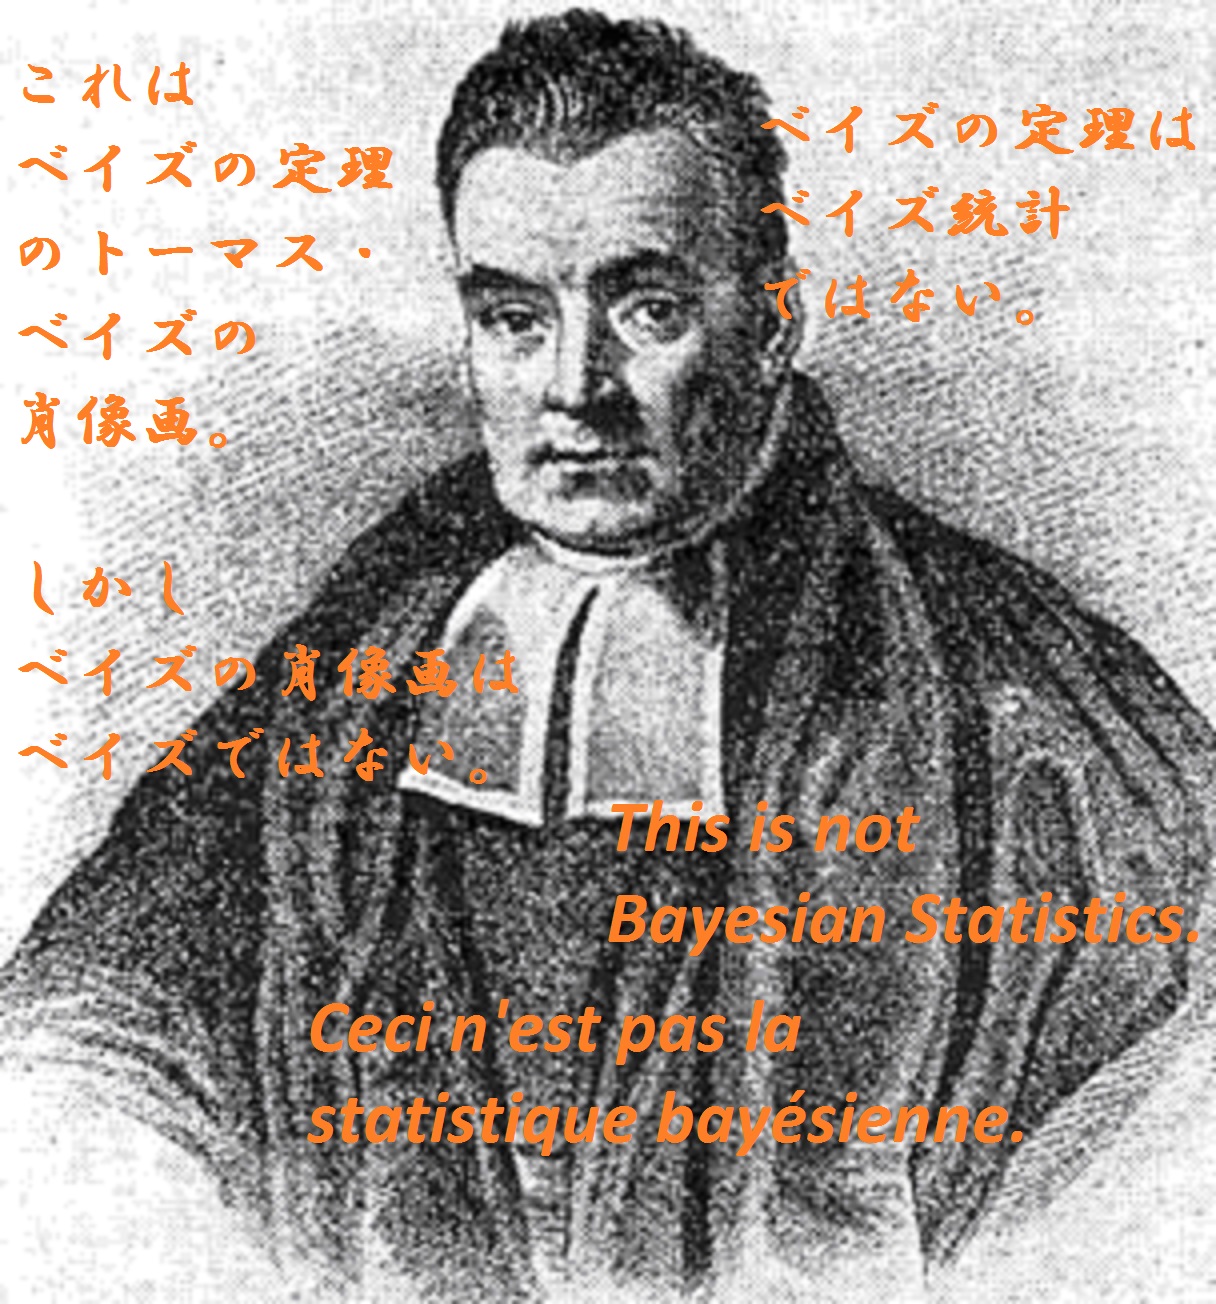 これは
ベイズの定理
のトーマス・
ベイズの
肖像画。
しかし
ベイズの肖像画は
ベイズではない。
ベイズの定理は
ベイズ統計
ではない。
This is not
Bayesian Statistics.
Ceci n'est pas la
statistique bayésienne.